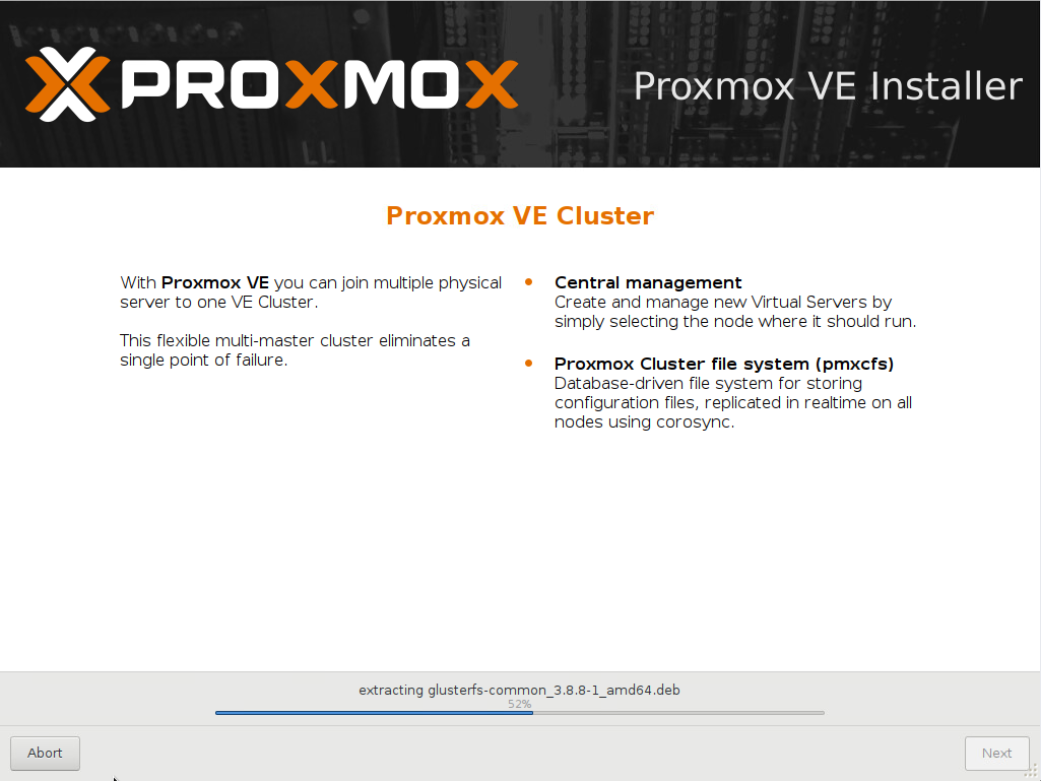 PROXMOX
Proxmox VE Installer
Proxmox VE Cluster
With Proxmox VE you can join multiple physical
server to one VE Cluster.
This flexible multi-master cluster eliminates a
single point of failure.
Central management
Create and manage new Virtual Servers by
simply selecting the node where it should run.
Proxmox Cluster file system (pmxcfs)
Database-driven file system for storing
configuration files, replicated in realtime on all
nodes using corosync.
extracting glusterfs-common_3.8.8-1_amd64.deb
52%
Abort
Next